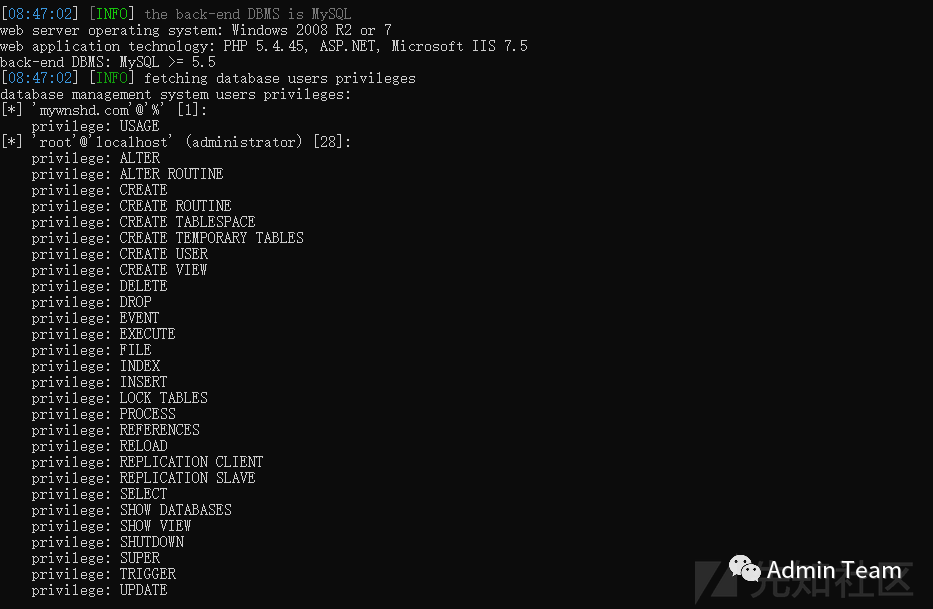 [08:47:02] [INFO] the back-end DBMS is MySQL
web server operating system: Windows 2008 R2 or 7
web application technology: PHP 5.4.45, ASP.NET, Microsoft IIS 7.5
back-end DBMS: MySQL >= 5.5
[08:47:02] [INFO] fetching database users privileges
database management system users privileges:
[*] 'mywnshd.com'@'%' [1]:
    privilege: USAGE
[*] 'root'@'localhost' (administrator) [28]:
    privilege: ALTER
    privilege: ALTER ROUTINE
    privilege: CREATE
    privilege: CREATE ROUTINE
    privilege: CREATE TABLESPACE
    privilege: CREATE TEMPORARY TABLES
    privilege: CREATE USER
    privilege: CREATE VIEW
    privilege: DELETE
    privilege: DROP
    privilege: EVENT
    privilege: EXECUTE
    privilege: FILE
    privilege: INDEX
    privilege: INSERT
    privilege: LOCK TABLES
    privilege: PROCESS
    privilege: REFERENCES
    privilege: RELOAD
    privilege: REPLICATION CLIENT
    privilege: REPLICATION SLAVE
    privilege: SELECT
    privilege: SHOW DATABASES
    privilege: SHOW VIEW
    privilege: SHUTDOWN
    privilege: SUPER
    privilege: TRIGGER
    privilege: UPDATE
Admin Team
先知社区